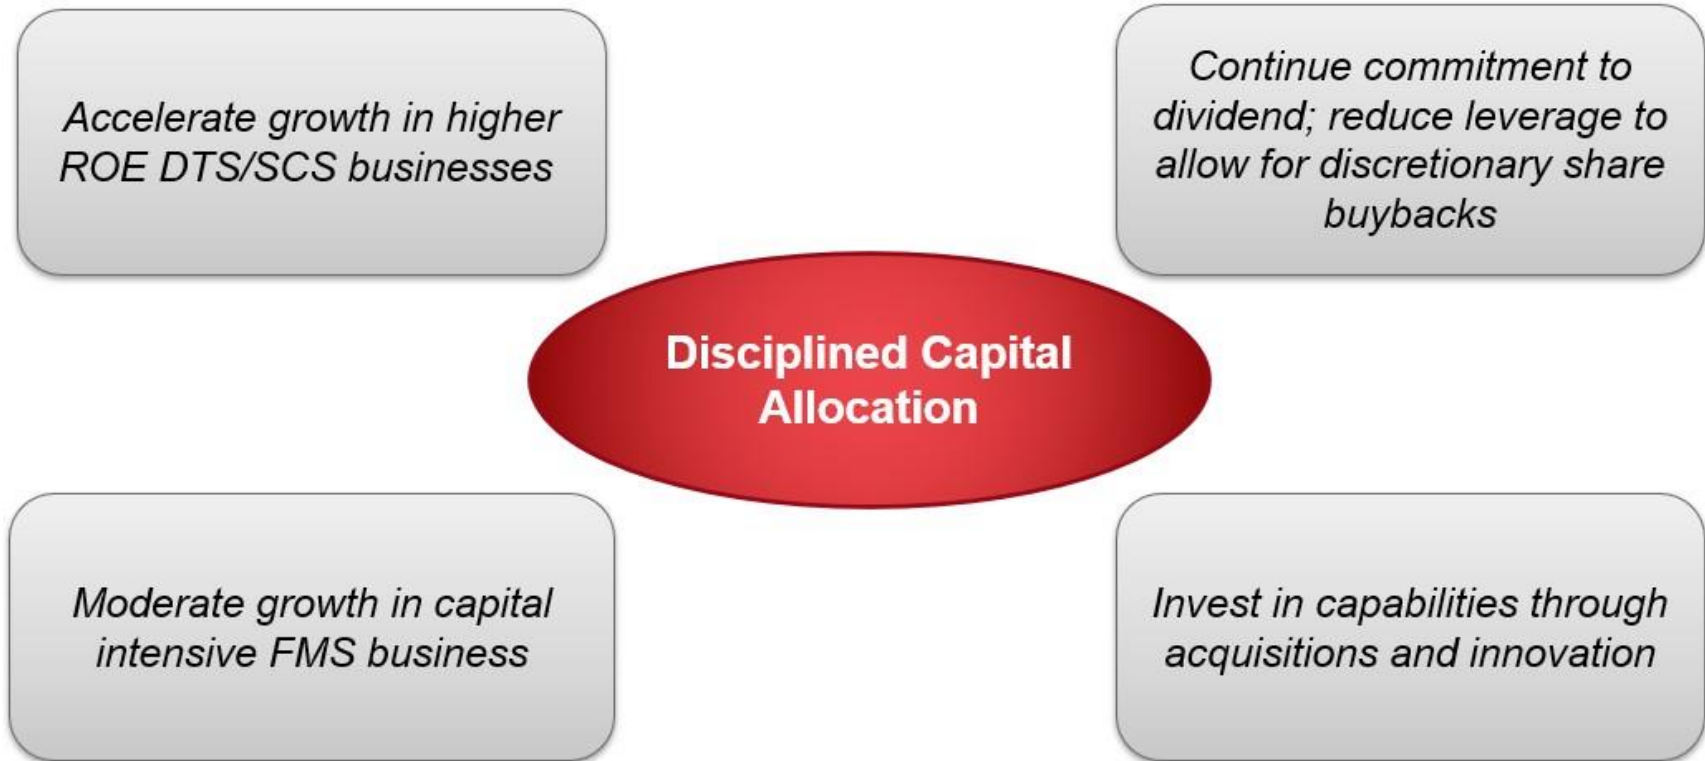 Accelerate growth in higher
ROE DTS/SCS businesses
Continue commitment to
dividend; reduce leverage to
allow for discretionary share
buybacks
Disciplined Capital
Allocation
Moderate growth in capital
intensive FMS business
Invest in capabilities through
acquisitions and innovation